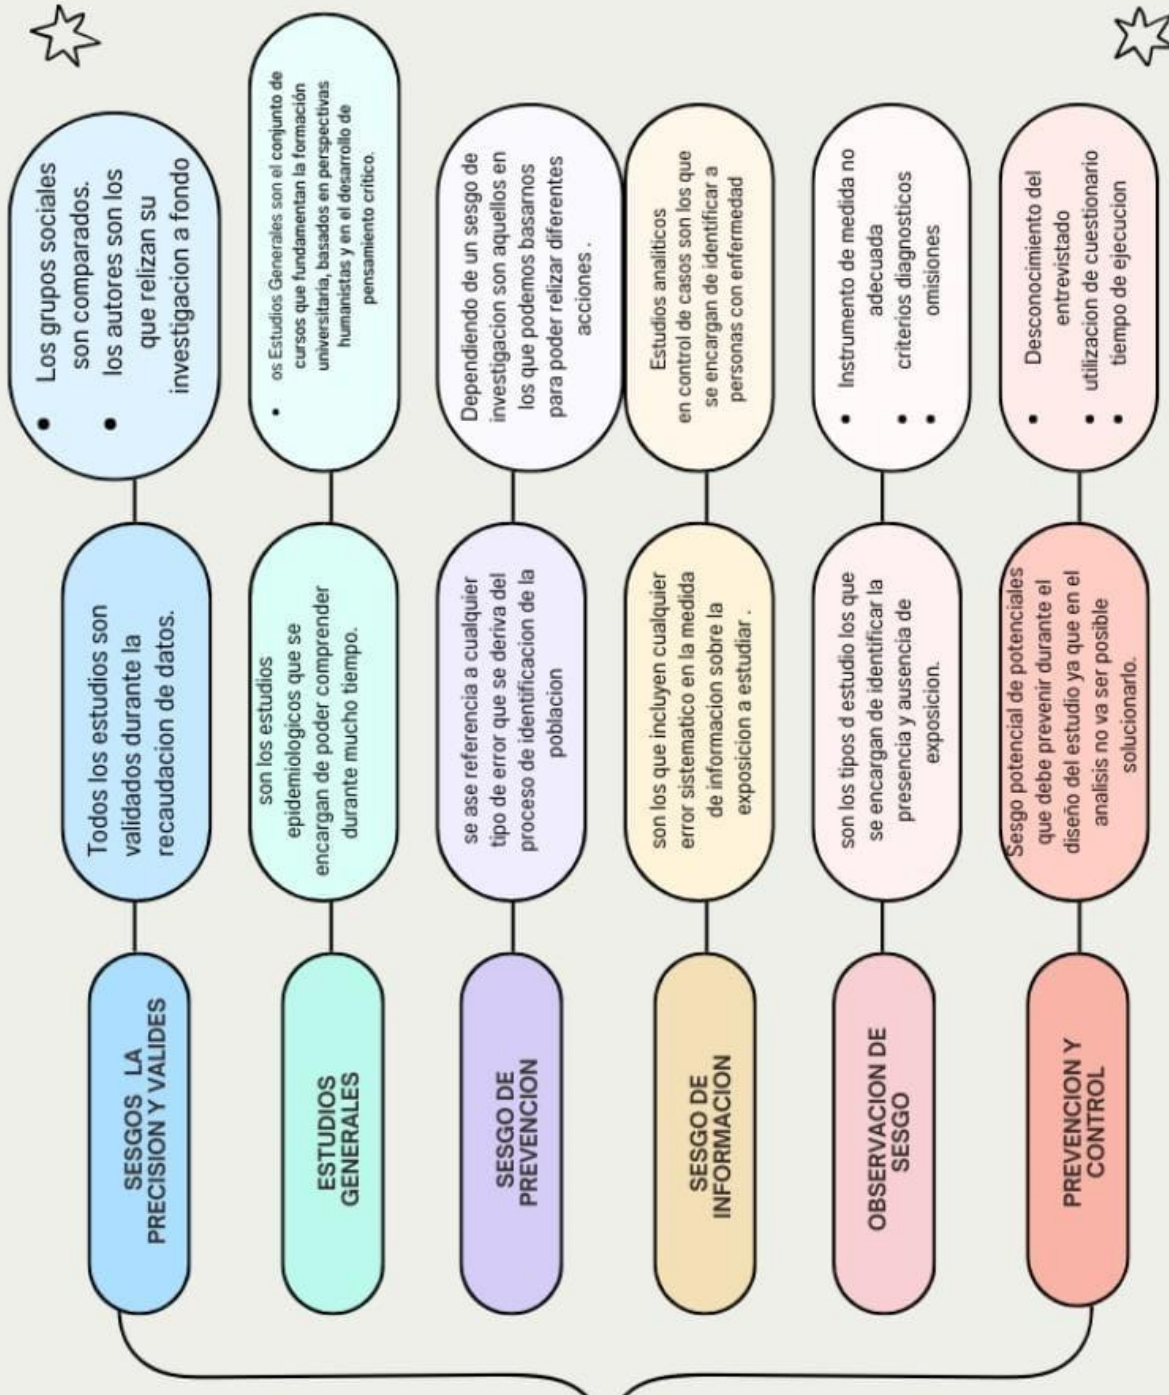 SESGOS LA
PRECISION Y VALIDES
Todos los estudios son
validados durante la
recaudacion de datos.
• Los grupos sociales
son comparados.
• los autores son los
que relizan su
investigacion a fondo
ESTUDIOS
GENERALES
son los estudios
epidemiologicos que se
encargan de poder comprender
durante mucho tiempo.
• os Estudios Generales son el conjunto de
cursos que fundamentan la formación
universitaria, basados en perspectivas
humanistas y en el desarrollo de
pensamiento crítico.
SESGO DE
PREVENCION
se ase referencia a cualquier
tipo de error que se deriva del
proceso de identificacion de la
poblacion
Dependiendo de un sesgo de
investigacion son aquellos en
los que podemos basarnos
para poder relizar diferentes
acciones .
SESGO DE
INFORMACION
son los que incluyen cualquier
error sistematico en la medida
de informacion sobre la
exposicion a estudiar .
Estudios analiticos
en control de casos son los que
se encargan de identificar a
personas con enfermedad
OBSERVACION DE
SESGO
son los tipos d estudio los que
se encargan de identificar la
presencia y ausencia de
exposicion.
• Instrumento de medida no
adecuada
• criterios diagnosticos
• omisiones
PREVENCION Y
CONTROL
Sesgo potencial de potenciales
que debe prevenir durante el
diseño del estudio ya que en el
analisis no va ser posible
solucionarlo.
• Desconocimiento del
entrevistado
• utilizacion de cuestionario
• tiempo de ejecucion